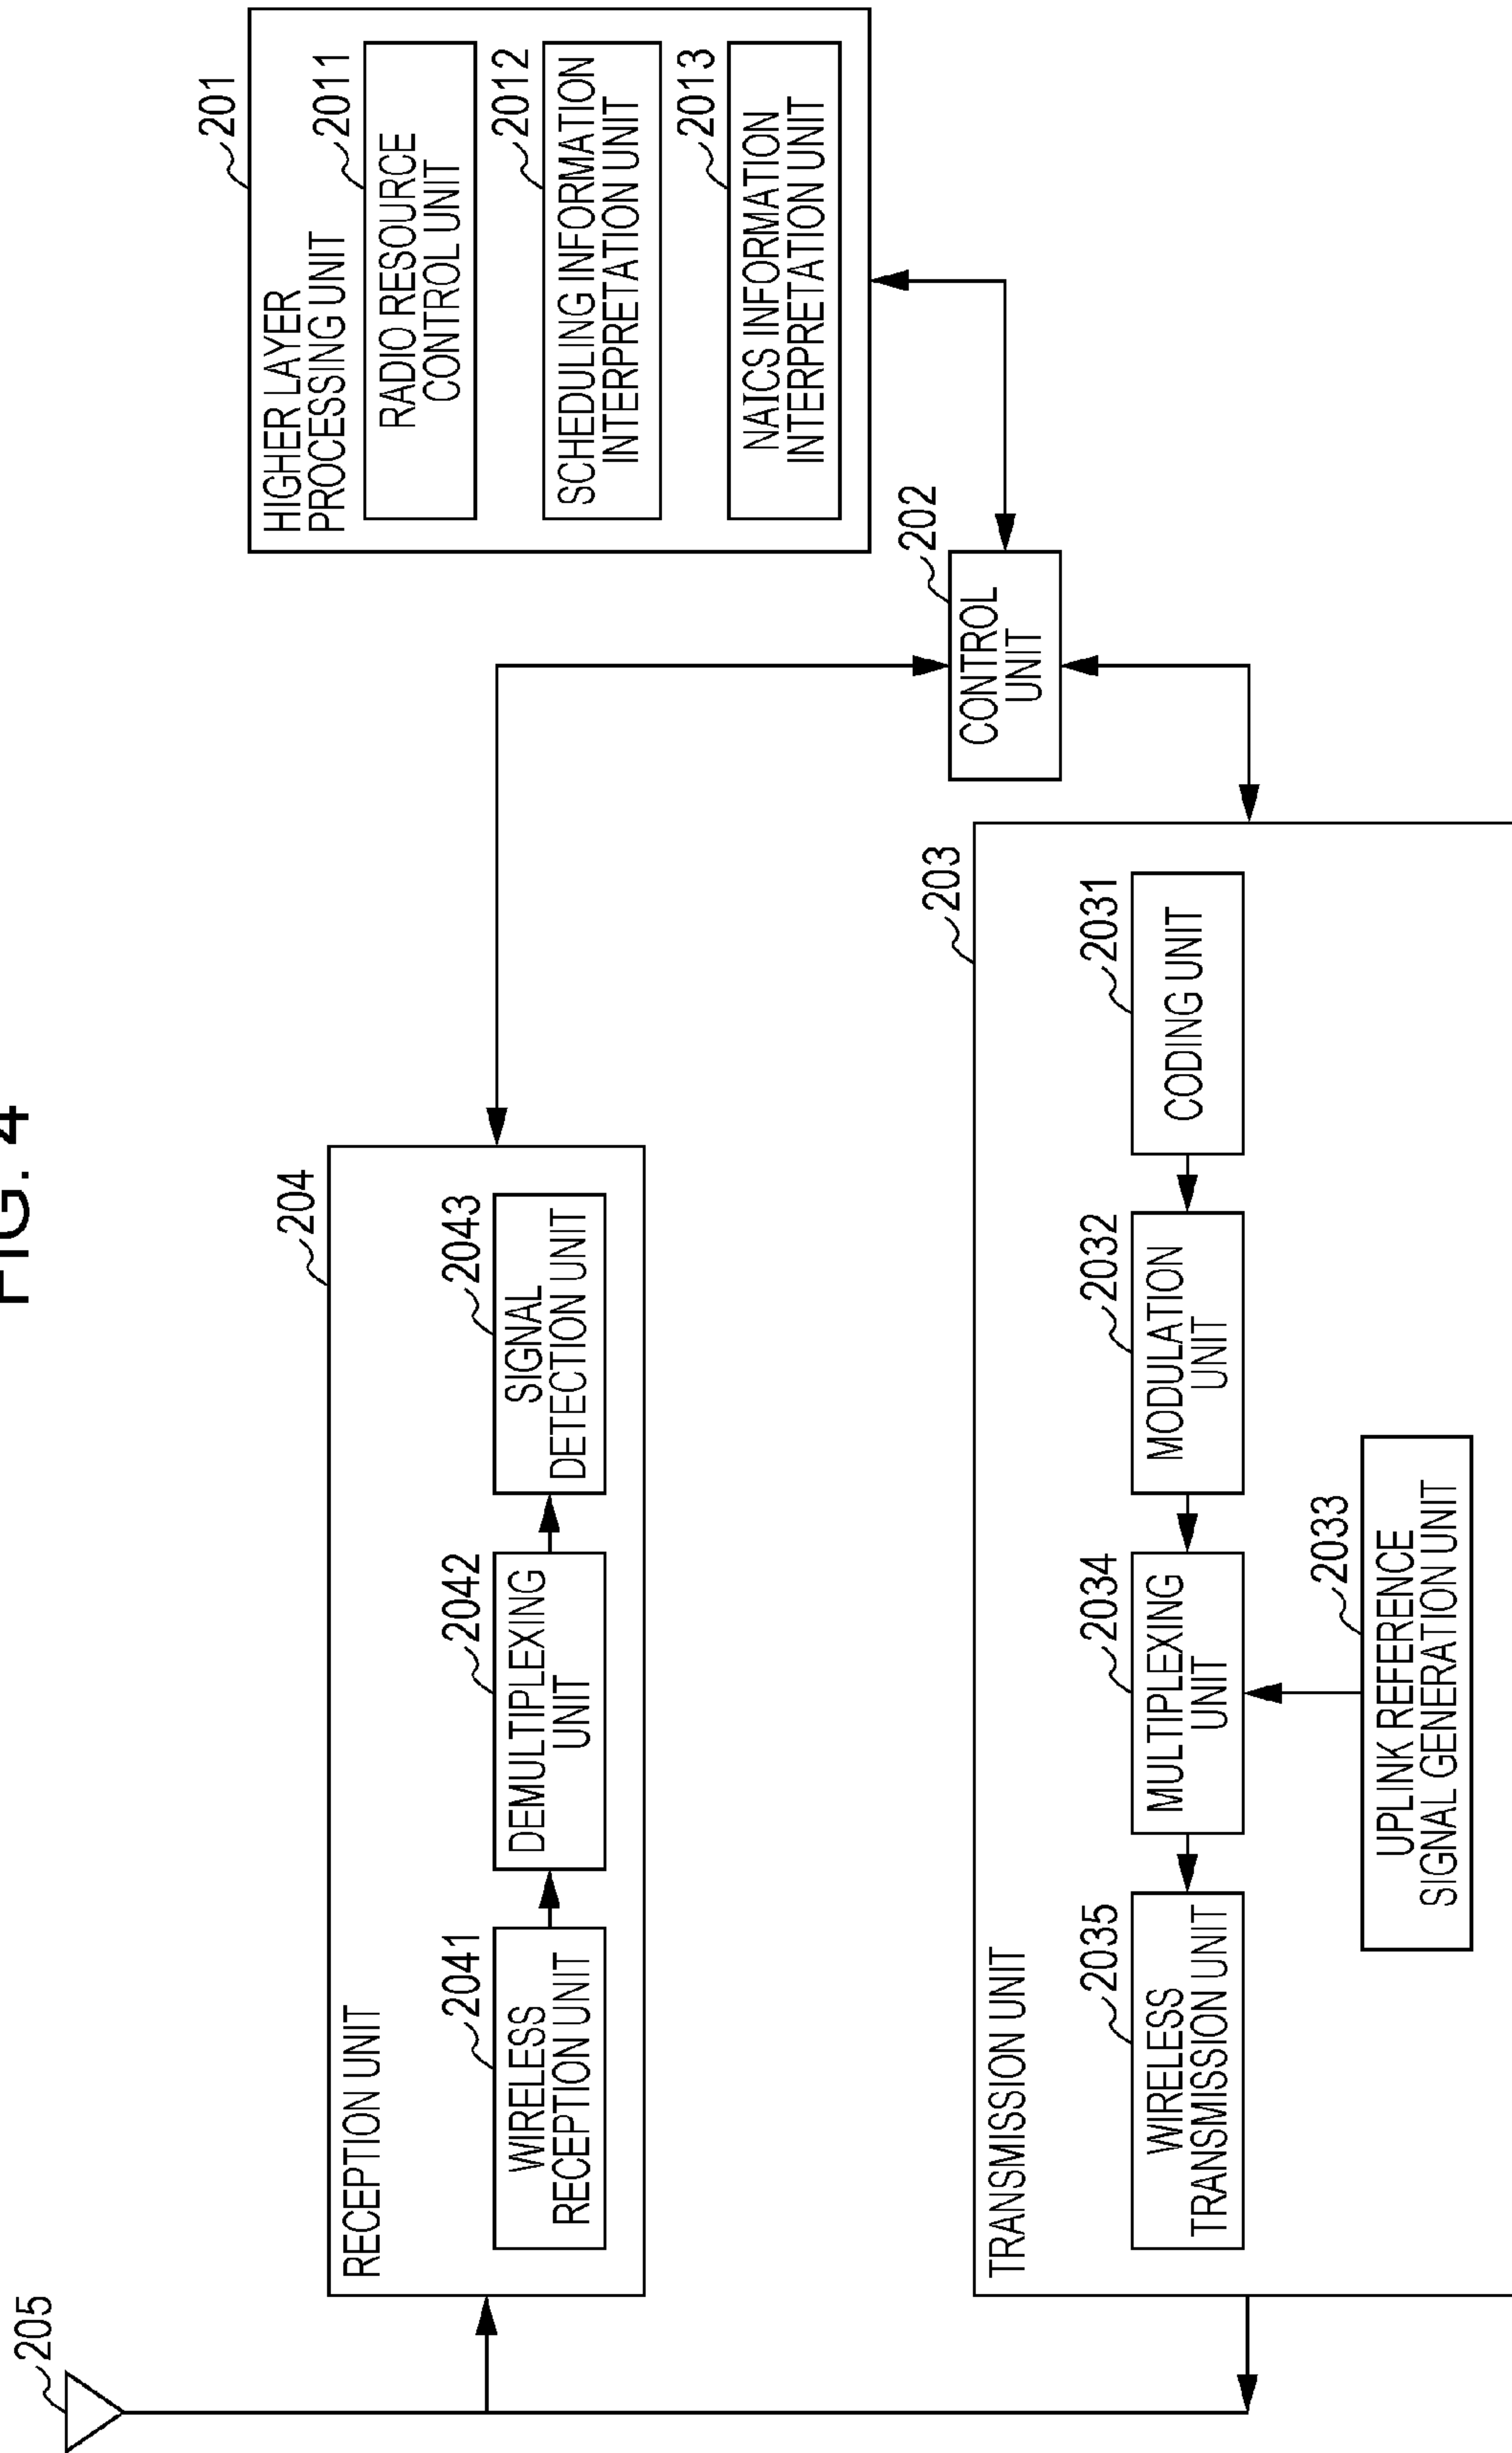 FIG. 4
205
RECEPTION UNIT
204
2041
WIRELESS
RECEPTION UNIT
2042
DEMULTIPLEXING
UNIT
2043
SIGNAL
DETECTION UNIT
201
HIGHER LAYER
PROCESSING UNIT
2011
RADIO RESOURCE
CONTROL UNIT
2012
SCHEDULING INFORMATION
INTERPRETATION UNIT
2013
NAICS INFORMATION
INTERPRETATION UNIT
202
CONTROL
UNIT
TRANSMISSION UNIT
203
2035
WIRELESS
TRANSMISSION UNIT
2034
MULTIPLEXING
UNIT
2032
MODULATION
UNIT
2031
CODING UNIT
2033
UPLINK REFERENCE
SIGNAL GENERATION UNIT